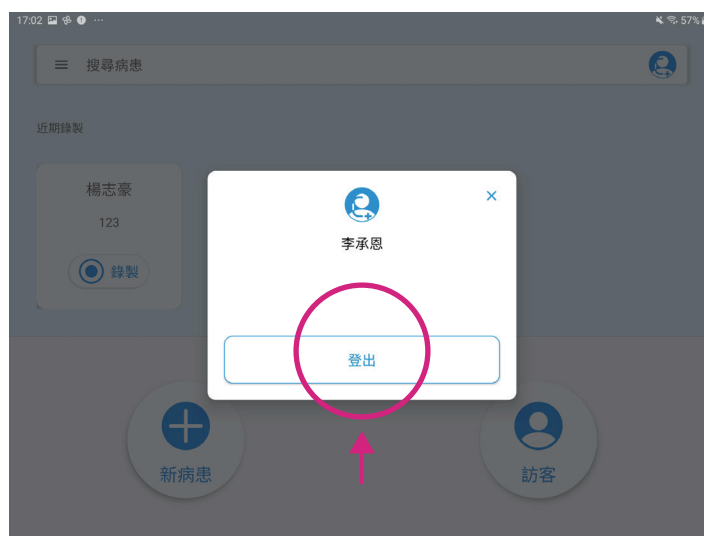 17:02 57%
搜尋病患
近期錄製
楊志豪
123
錄製
李承恩
登出
新病患
訪客